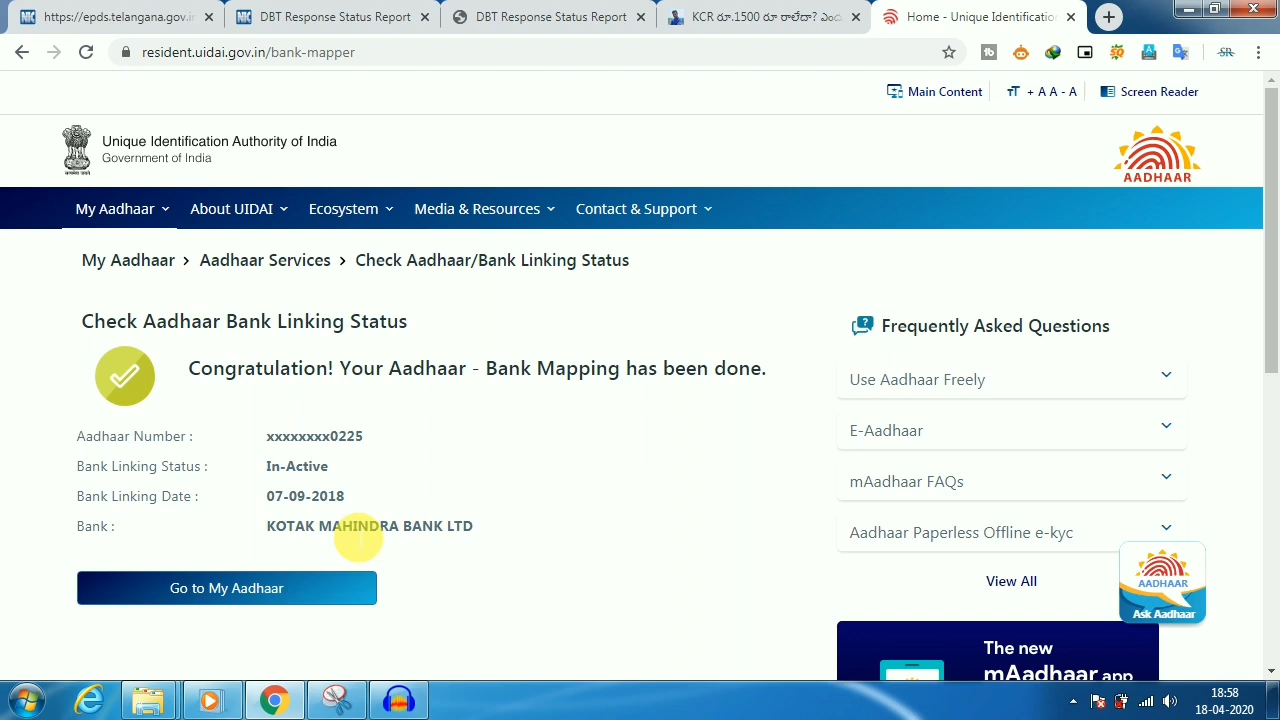 https://epds.telangana.gov.in
DBT Response Status Report
DBT Response Status Report
KCR రూ.1500 రూ రాలేదా?
Home - Unique Identification
resident.uidai.gov.in/bank-mapper
Main Content
+ A A - A
Screen Reader
Unique Identification Authority of India
Government of India
AADHAAR
My Aadhaar
About UIDAI
Ecosystem
Media & Resources
Contact & Support
My Aadhaar > Aadhaar Services > Check Aadhaar/Bank Linking Status
Check Aadhaar Bank Linking Status
Congratulation! Your Aadhaar - Bank Mapping has been done.
Aadhaar Number : xxxxxxxx0225
Bank Linking Status : In-Active
Bank Linking Date : 07-09-2018
Bank : KOTAK MAHINDRA BANK LTD
Go to My Aadhaar
Frequently Asked Questions
Use Aadhaar Freely
E-Aadhaar
mAadhaar FAQs
Aadhaar Paperless Offline e-kyc
View All
AADHAAR
Ask Aadhaar
The new
mAadhaar app
18:58
18-04-2020